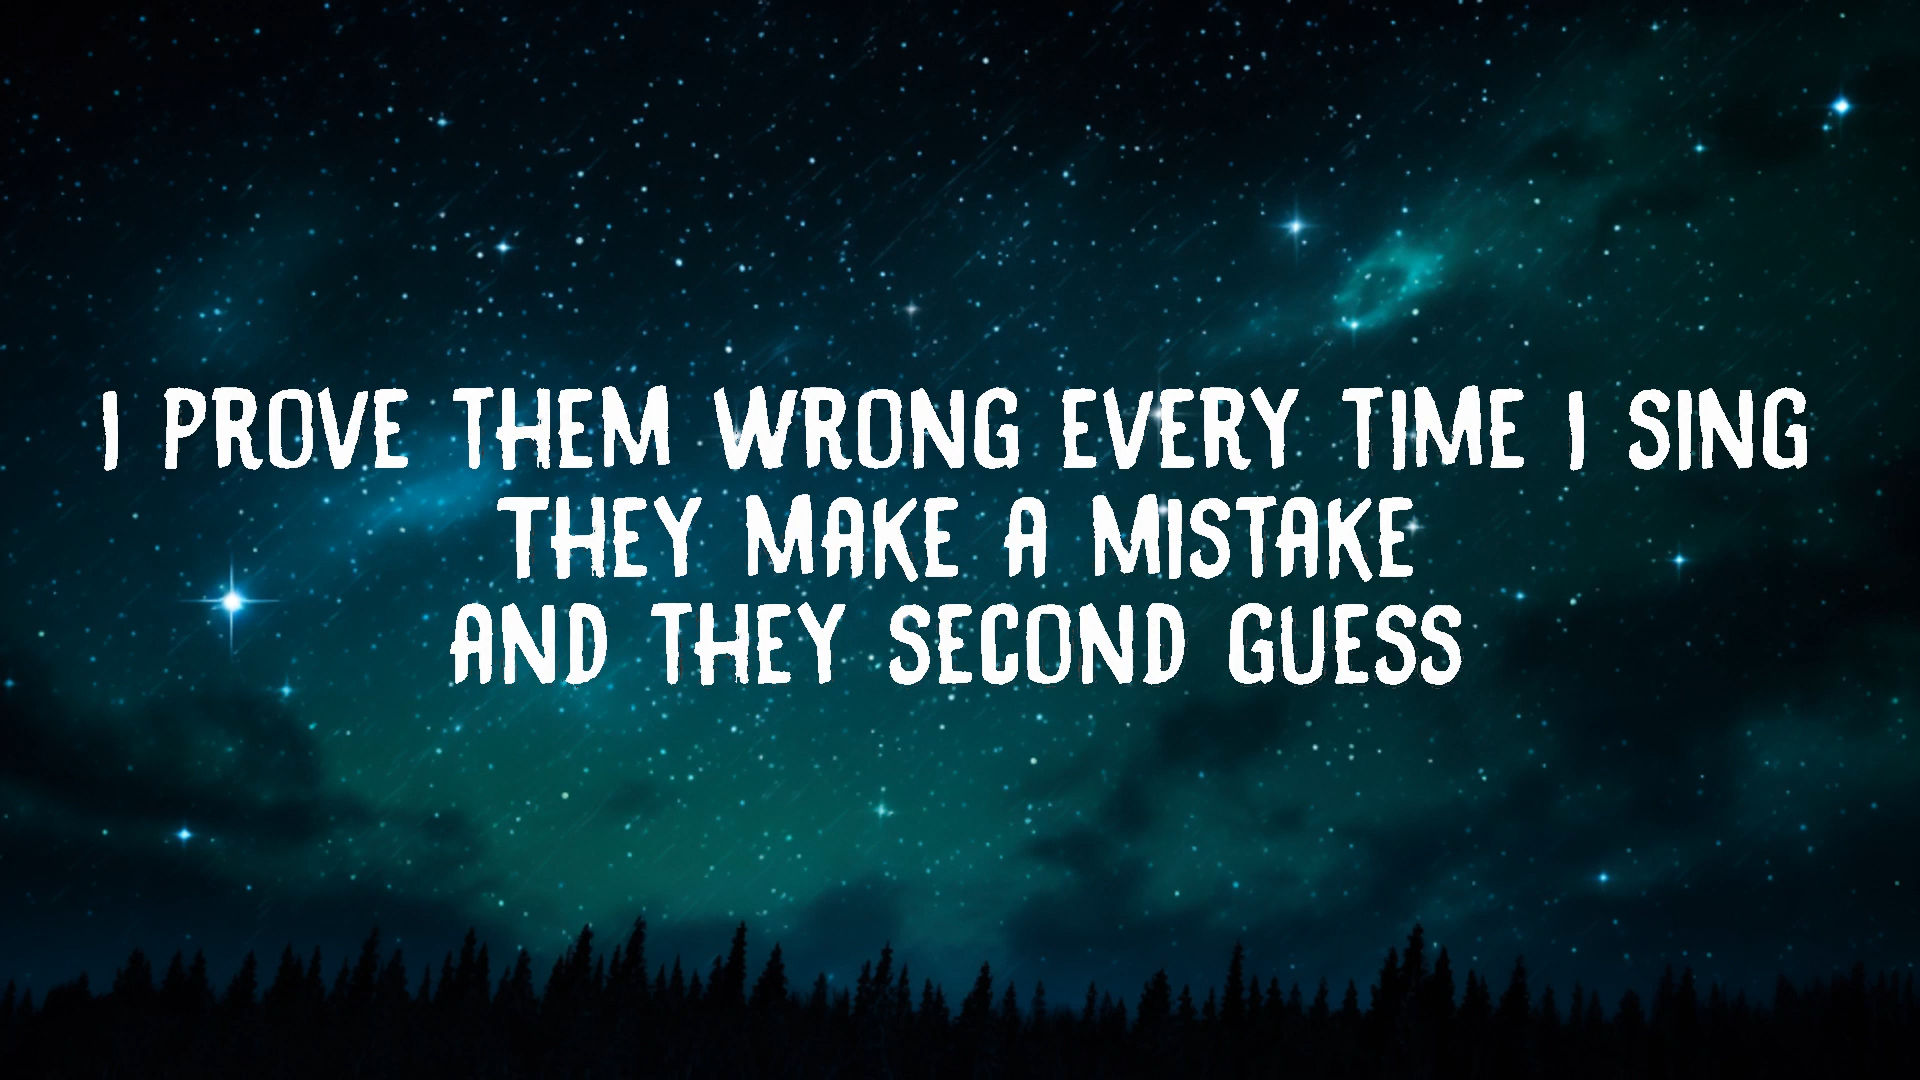 I PROVE THEM WRONG EVERY TIME I SING
THEY MAKE A MISTAKE
AND THEY SECOND GUESS